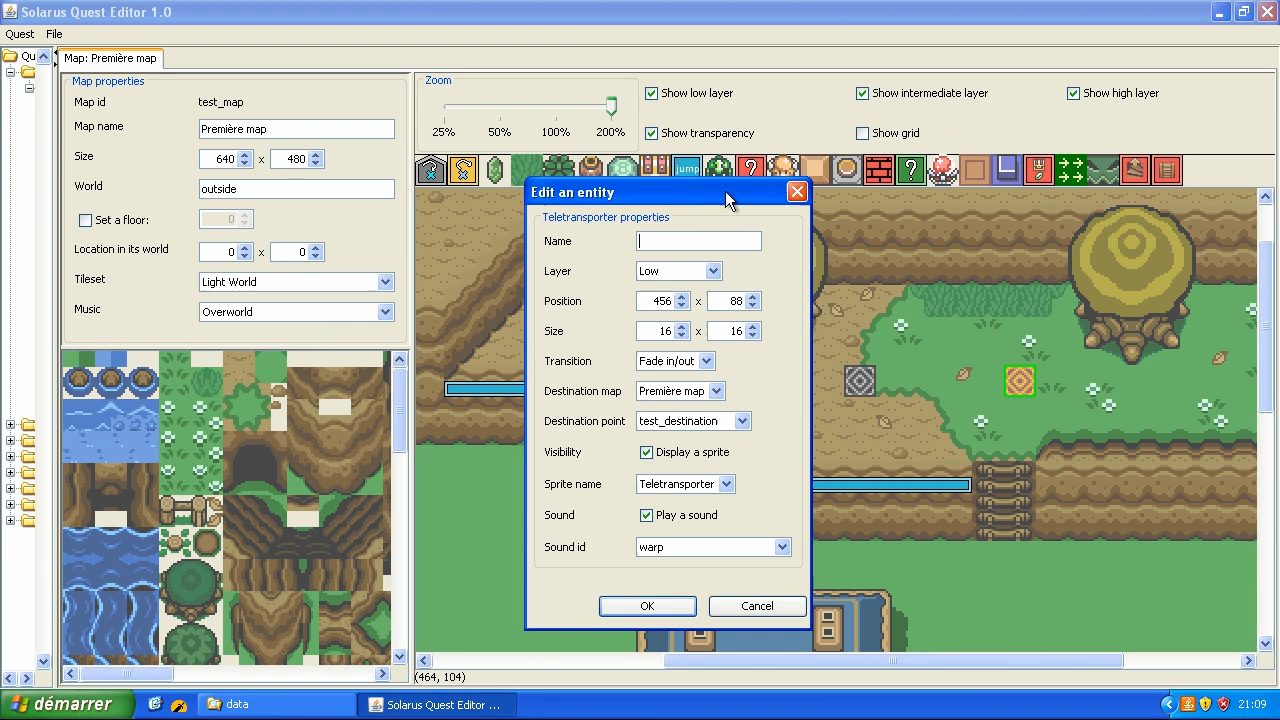 Solarus Quest Editor 1.0
Quest File
Qu
Map: Première map
Map properties
Map id test_map
Map name Première map
Size 640 x 480
World outside
Set a floor: 0
Location in its world 0 x 0
Tileset Light World
Music Overworld
Zoom
25% 50% 100% 200%
Show low layer Show intermediate layer Show high layer
Show transparency Show grid
jump ? ?
Edit an entity
Teletransporter properties
Name
Layer Low
Position 456 x 88
Size 16 x 16
Transition Fade in/out
Destination map Première map
Destination point test_destination
Visibility Display a sprite
Sprite name Teletransporter
Sound Play a sound
Sound id warp
OK Cancel
(464, 104)
démarrer data Solarus Quest Editor ... 21:09